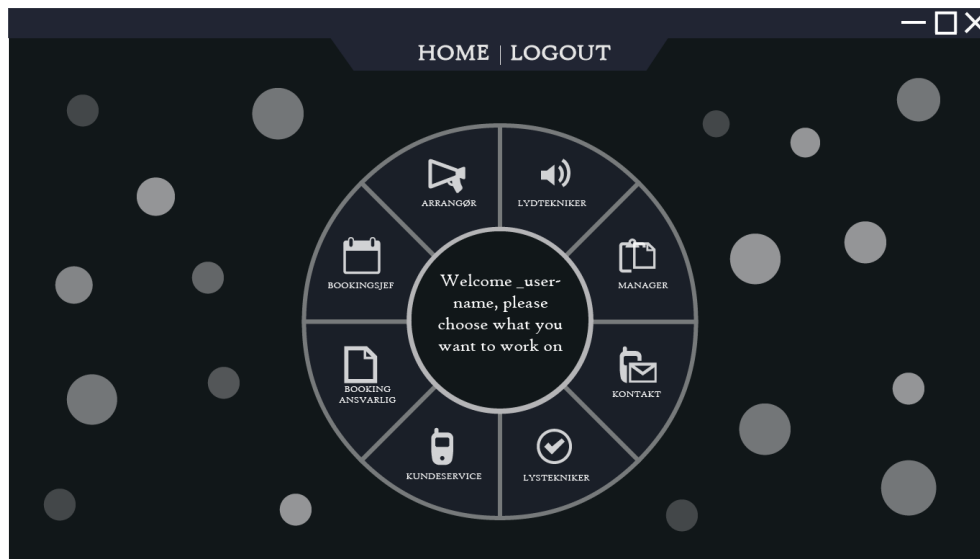 HOME | LOGOUT
ARRANGØR
LYDTEKNIKER
BOOKINGSJEF
MANAGER
Welcome _user-
name, please
choose what you
want to work on
BOOKING
ANSVARLIG
KONTAKT
KUNDESERVICE
LYSTEKNIKER